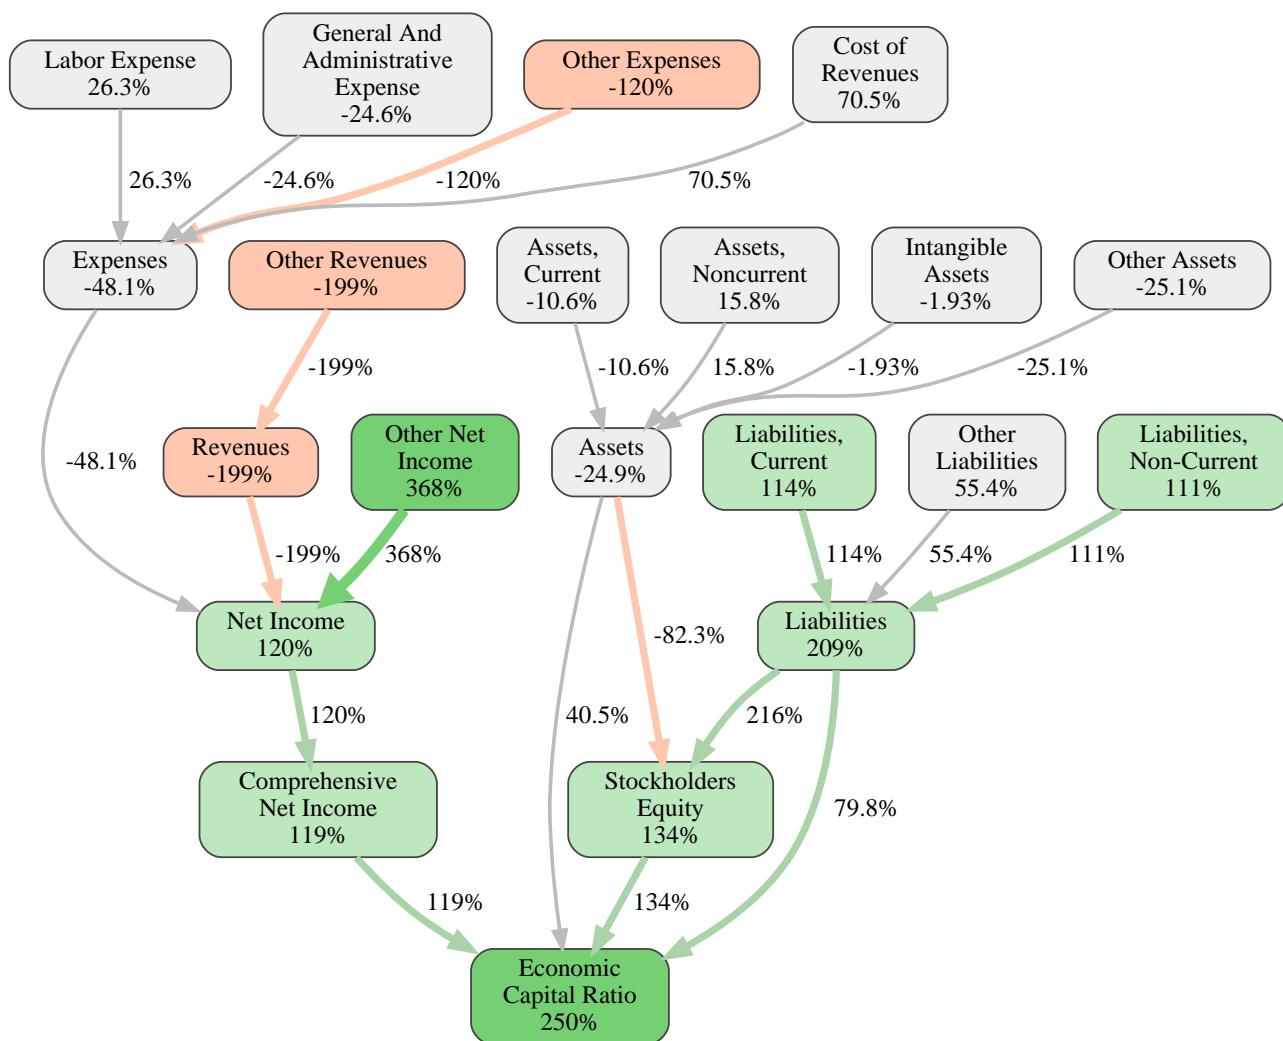 Labor Expense
26.3%
General And
Administrative
Expense
-24.6%
Other Expenses
-120%
Cost of
Revenues
70.5%
26.3%
-24.6%
-120%
70.5%
Expenses
-48.1%
Other Revenues
-199%
Assets,
Current
-10.6%
Assets,
Noncurrent
15.8%
Intangible
Assets
-1.93%
Other Assets
-25.1%
-199%
-10.6%
15.8%
-1.93%
-25.1%
-48.1%
Revenues
-199%
Other Net
Income
368%
Assets
-24.9%
Liabilities,
Current
114%
Other
Liabilities
55.4%
Liabilities,
Non-Current
111%
-199%
368%
114%
55.4%
111%
Net Income
120%
-82.3%
Liabilities
209%
120%
40.5%
216%
Comprehensive
Net Income
119%
Stockholders
Equity
134%
79.8%
119%
134%
Economic
Capital Ratio
250%